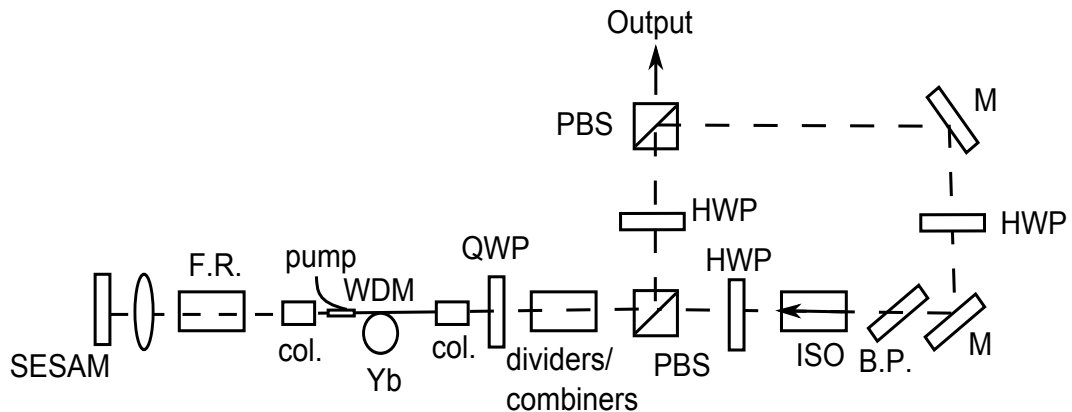 Output
PBS
M
HWP
HWP
QWP
HWP
pump
WDM
F.R.
SESAM
col.
Yb
col.
dividers/
combiners
PBS
ISO
B.P.
M